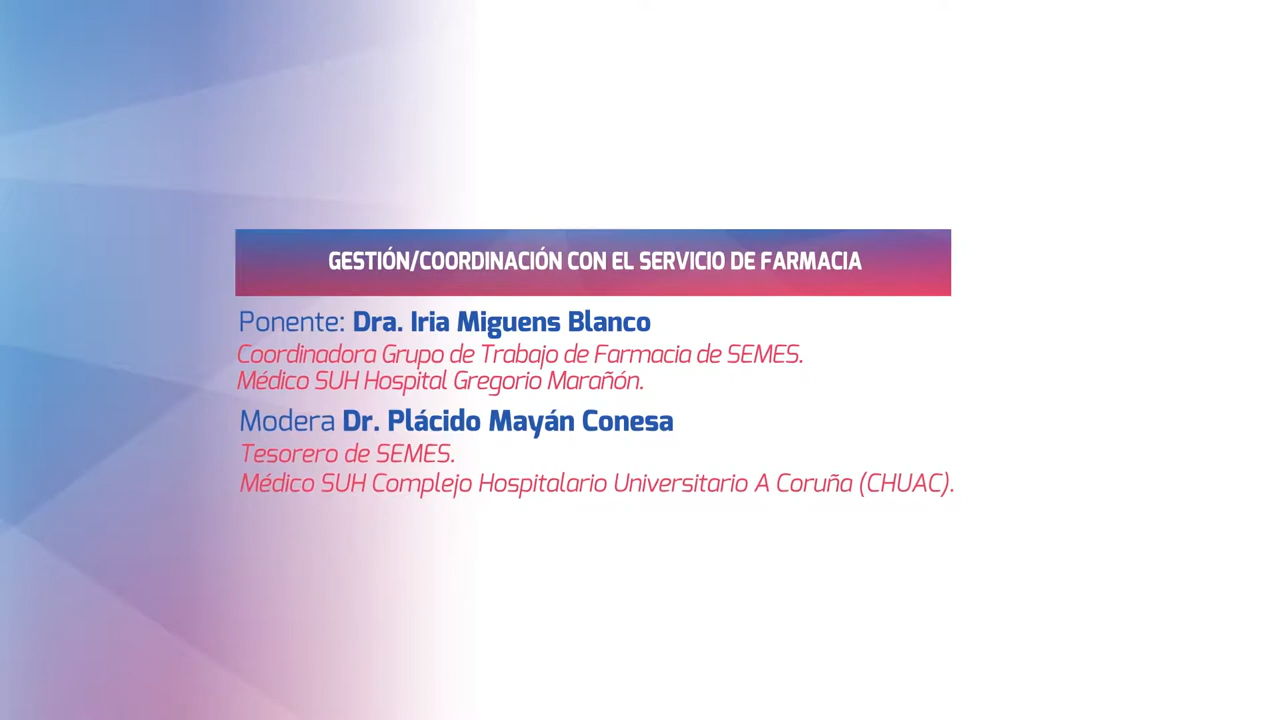 GESTIÓN/COORDINACIÓN CON EL SERVICIO DE FARMACIA
Ponente: Dra. Iria Miguens Blanco
Coordinadora Grupo de Trabajo de Farmacia de SEMES.
Médico SUH Hospital Gregorio Marañón.
Modera Dr. Plácido Mayán Conesa
Tesorero de SEMES.
Médico SUH Complejo Hospitalario Universitario A Coruña (CHUAC).